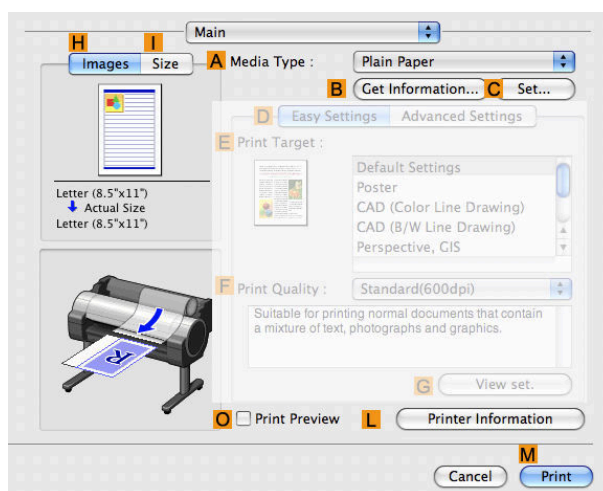 Main
H I
Images Size
A Media Type : Plain Paper
B Get Information... C Set...
D Easy Settings Advanced Settings
E Print Target :
Default Settings
Poster
CAD (Color Line Drawing)
CAD (B/W Line Drawing)
Perspective, GIS
Letter (8.5"x11")
Actual Size
Letter (8.5"x11")
F Print Quality : Standard(600dpi)
Suitable for printing normal documents that contain
a mixture of text, photographs and graphics.
R
G View set.
O Print Preview L Printer Information
M
Cancel Print